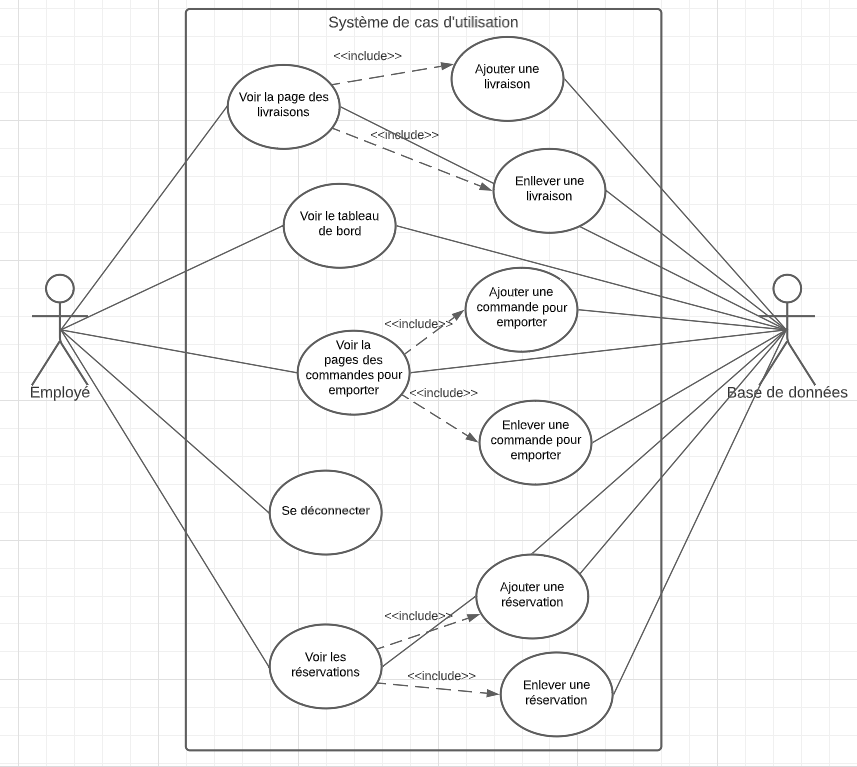 Système de cas d'utilisation
<<include>>
Ajouter une
livraison
Voir la page des
livraisons
<<include>>
Enllever une
livraison
Voir le tableau
de bord
Ajouter une
commande pour
emporter
<<include>>
Voir la
pages des
commandes pour
emporter
<<include>>
Employé
Base de données
Enlever une
commande pour
emporter
Se déconnecter
Ajouter une
réservation
<<include>>
Voir les
réservations
<<include>>
Enlever une
réservation